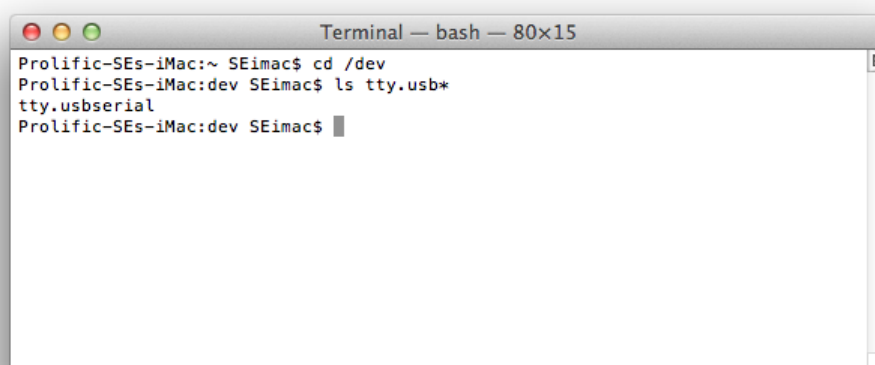 Terminal — bash — 80×15
Prolific-SEs-iMac:~ SEimac$ cd /dev
Prolific-SEs-iMac:dev SEimac$ ls tty.usb*
tty.usbserial
Prolific-SEs-iMac:dev SEimac$